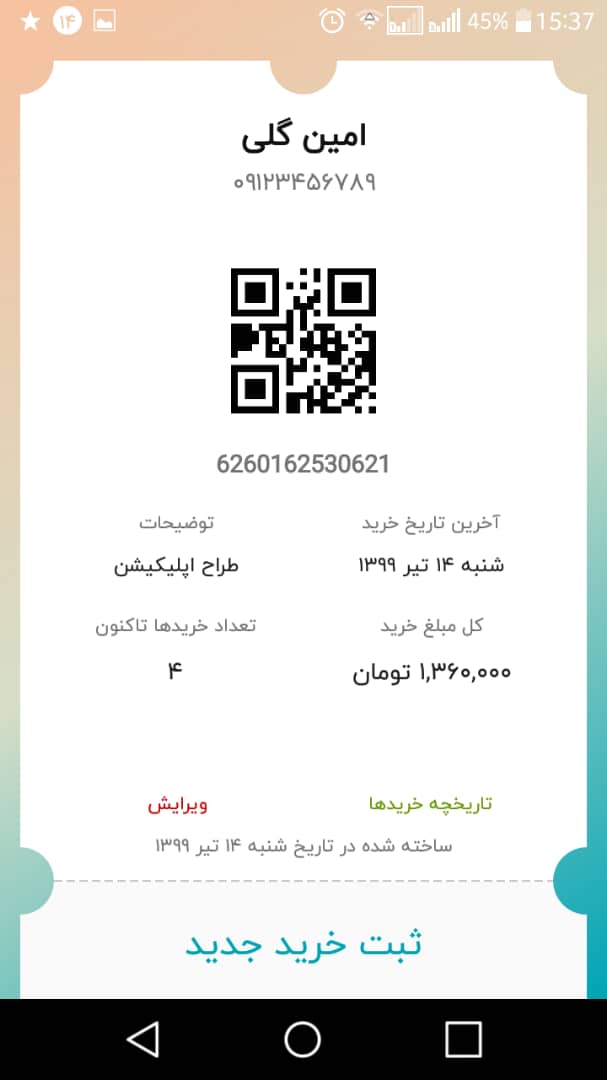 ۱۴ 45% 15:37
امین گلی
۰۹۱۲۳۴۵۶۷۸۹
6260162530621
آخرین تاریخ خرید توضیحات
شنبه ۱۴ تیر ۱۳۹۹ طراح اپلیکیشن
کل مبلغ خرید تعداد خریدها تاکنون
۱,۳۶۰,۰۰۰ تومان ۴
تاریخچه خریدها ویرایش
ساخته شده در تاریخ شنبه ۱۴ تیر ۱۳۹۹
ثبت خرید جدید